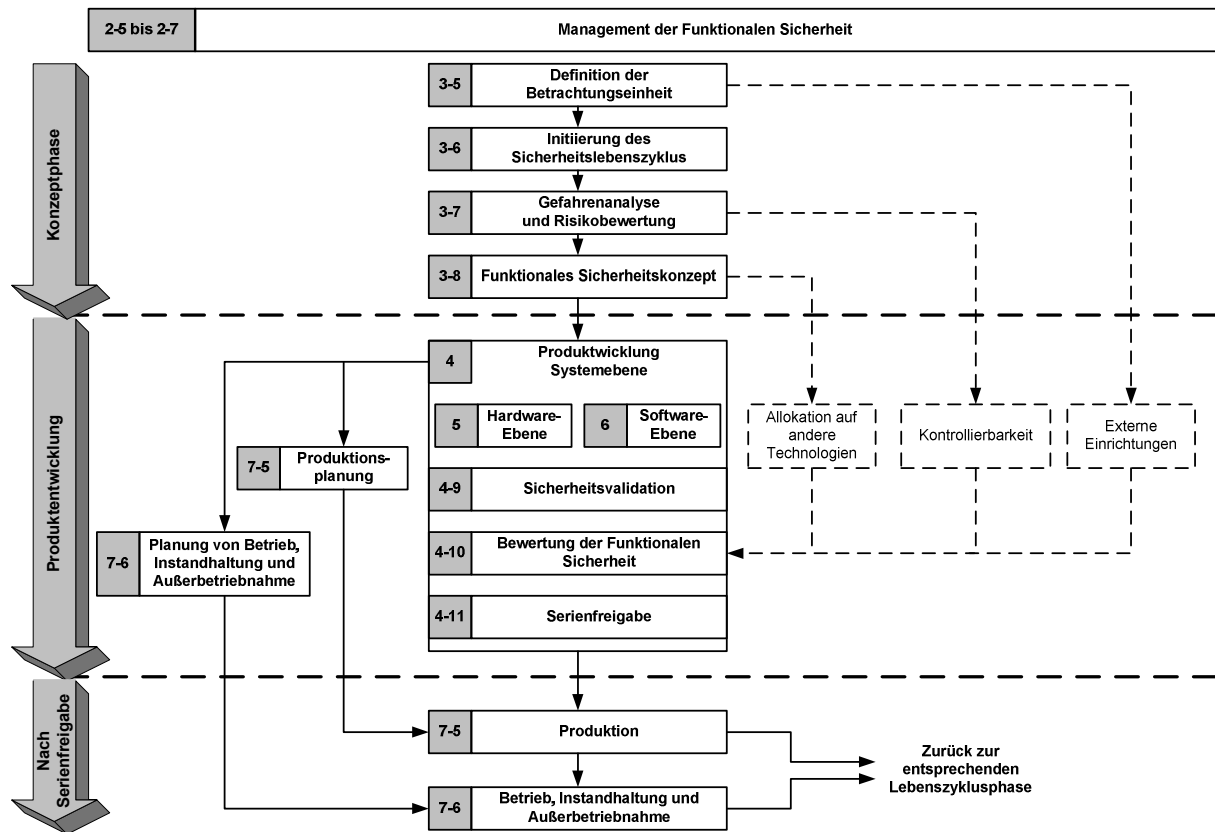 2-5 bis 2-7
Management der Funktionalen Sicherheit
Konzeptphase
3-5
Definition der
Betrachtungseinheit
3-6
Initiierung des
Sicherheitslebenszyklus
3-7
Gefahrenanalyse
und Risikobewertung
3-8
Funktionales Sicherheitskonzept
Produktentwicklung
4
Produktwicklung
Systemebene
5
Hardware-
Ebene
6
Software-
Ebene
Allokation auf
andere
Technologien
Kontrollierbarkeit
Externe
Einrichtungen
7-5
Produktions-
planung
4-9
Sicherheitsvalidation
7-6
Planung von Betrieb,
Instandhaltung und
Außerbetriebnahme
4-10
Bewertung der Funktionalen
Sicherheit
4-11
Serienfreigabe
Nach
Serienfreigabe
7-5
Produktion
7-6
Betrieb, Instandhaltung und
Außerbetriebnahme
Zurück zur
entsprechenden
Lebenszyklusphase